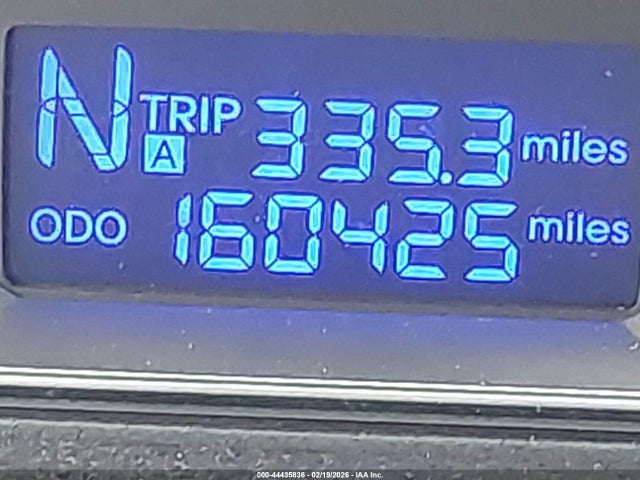 N TRIP A 335.3 miles
ODO 160425 miles
000-44435836 - 02/19/2026 - IAA Inc.